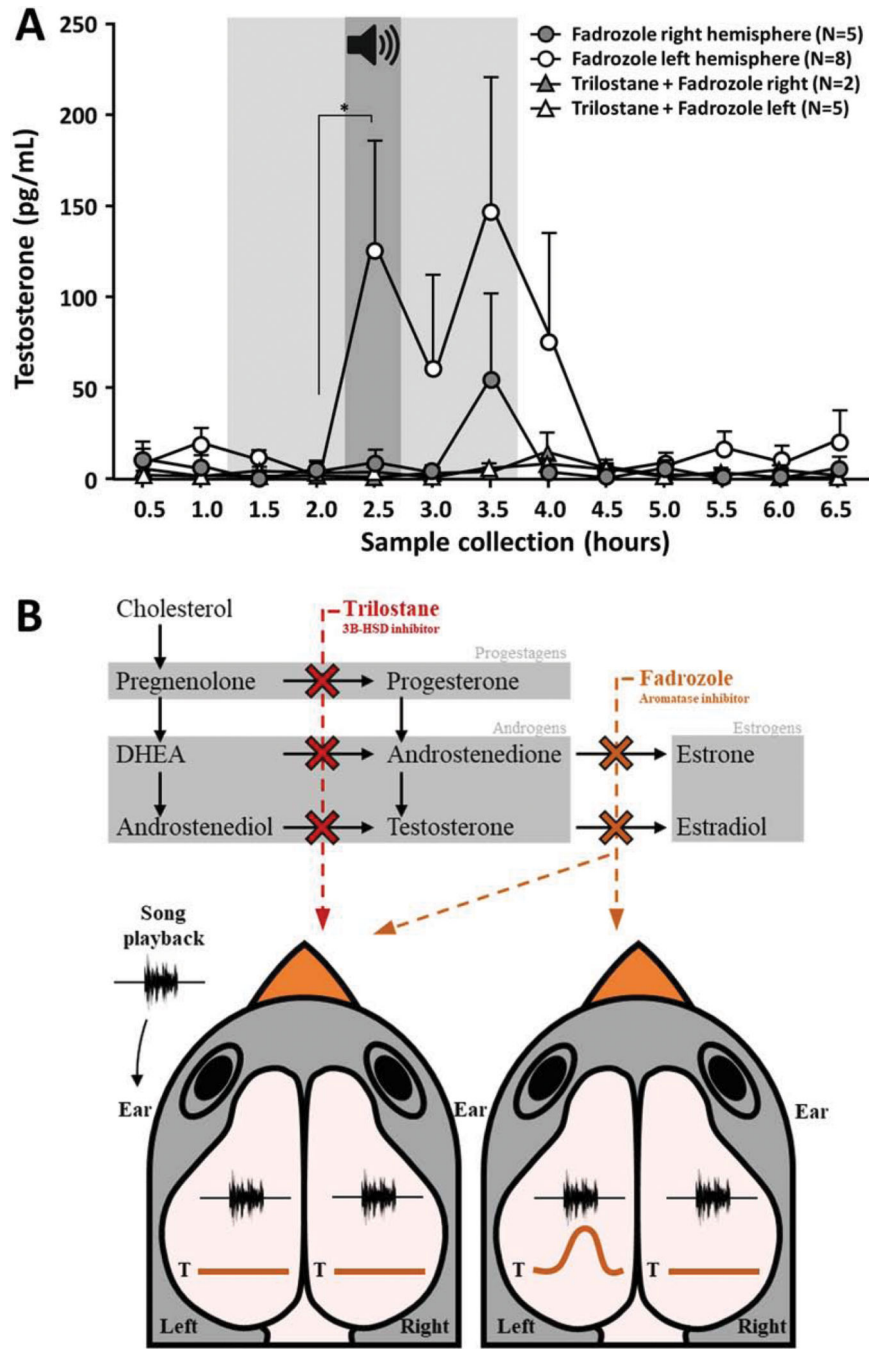 A
Testosterone (pg/mL)
250
200
150
100
50
0
Fadrozole right hemisphere (N=5)
Fadrozole left hemisphere (N=8)
Trilostane + Fadrozole right (N=2)
Trilostane + Fadrozole left (N=5)
*
0.5 1.0 1.5 2.0 2.5 3.0 3.5 4.0 4.5 5.0 5.5 6.0 6.5
Sample collection (hours)
B
Cholesterol
Trilostane
3B-HSD inhibitor
Progestagens
Pregnenolone
Progesterone
Fadrozole
Aromatase inhibitor
Androgens
Estrogens
DHEA
Androstenedione
Estrone
Androstenediol
Testosterone
Estradiol
Song
playback
Ear
Ear
Ear
T
T
T
T
Left
Right
Left
Right